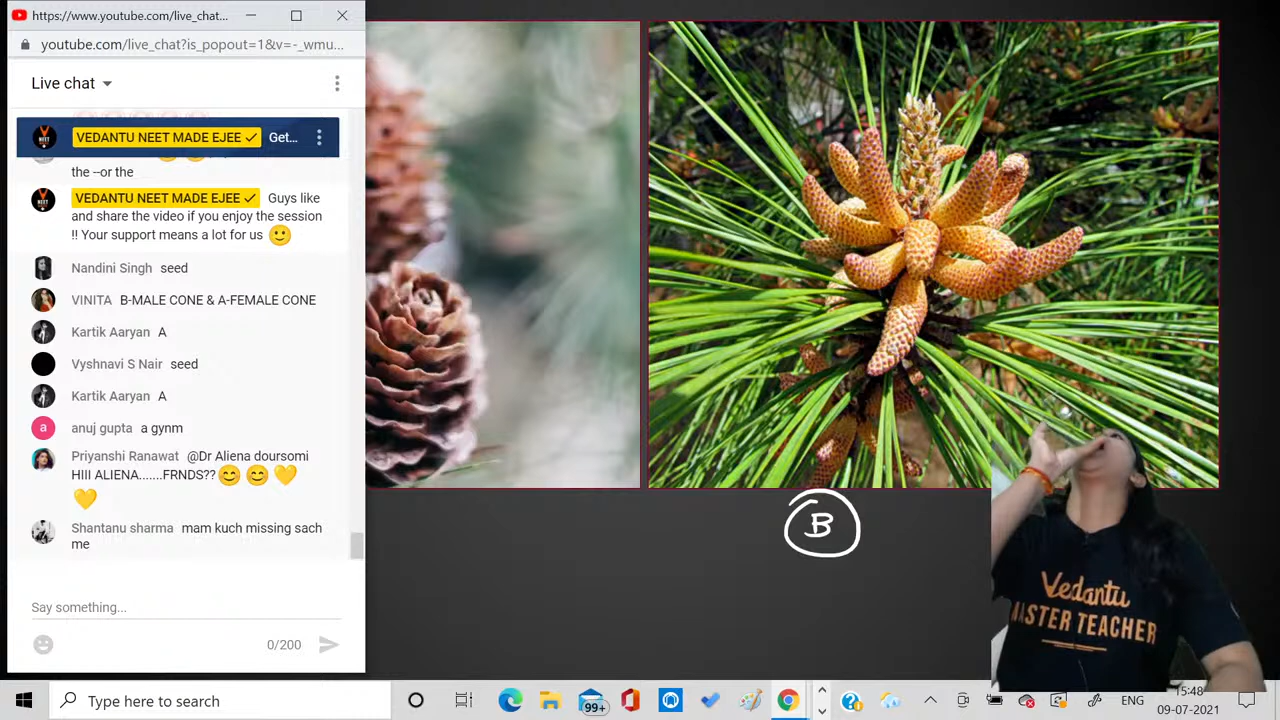 https://www.youtube.com/live_chat...
youtube.com/live_chat?is_popout=1&v=-_wmu...
Live chat
VEDANTU NEET MADE EJEE Get...
the --or the
VEDANTU NEET MADE EJEE Guys like
and share the video if you enjoy the session
!! Your support means a lot for us
Nandini Singh seed
VINITA B-MALE CONE & A-FEMALE CONE
Kartik Aaryan A
Vyshnavi S Nair seed
Kartik Aaryan A
a anuj gupta a gynm
Priyanshi Ranawat @Dr Aliena doursomi
HIII ALIENA.......FRNDS??
Shantanu sharma mam kuch missing sach
me
Say something...
0/200
B
Vedantu
MASTER TEACHER
Type here to search
99+
ENG
15:48
09-07-2021